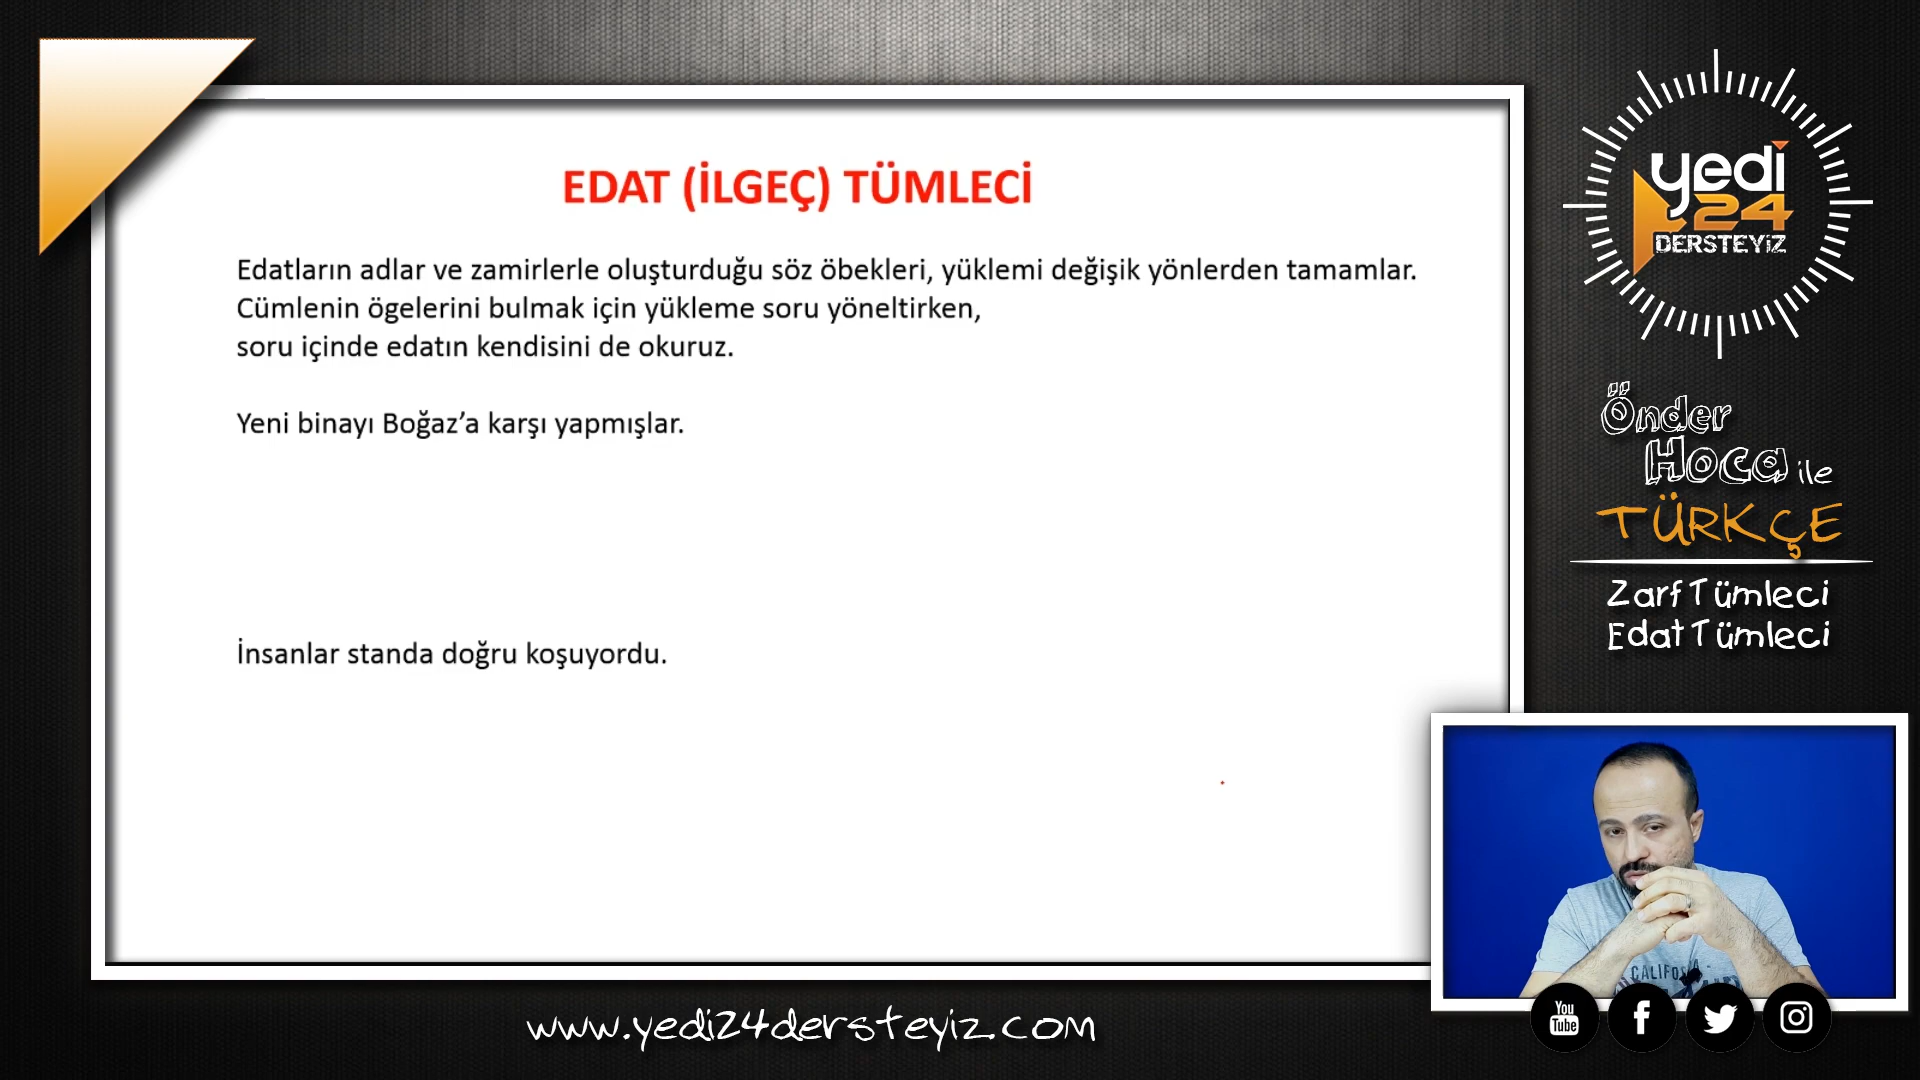 EDAT (İLGEÇ) TÜMLECİ
Edatların adlar ve zamirlerle oluşturduğu söz öbekleri, yüklemi değişik yönlerden tamamlar.
Cümlenin ögelerini bulmak için yükleme soru yöneltirken,
soru içinde edatın kendisini de okuruz.
Yeni binayı Boğaz’a karşı yapmışlar.
İnsanlar standa doğru koşuyordu.
yedi
24
DERSTEYİZ
Önder
Hoca ile
TÜRKÇE
Zarf Tümleci
Edat Tümleci
www.yedi24dersteyiz.com
You
Tube